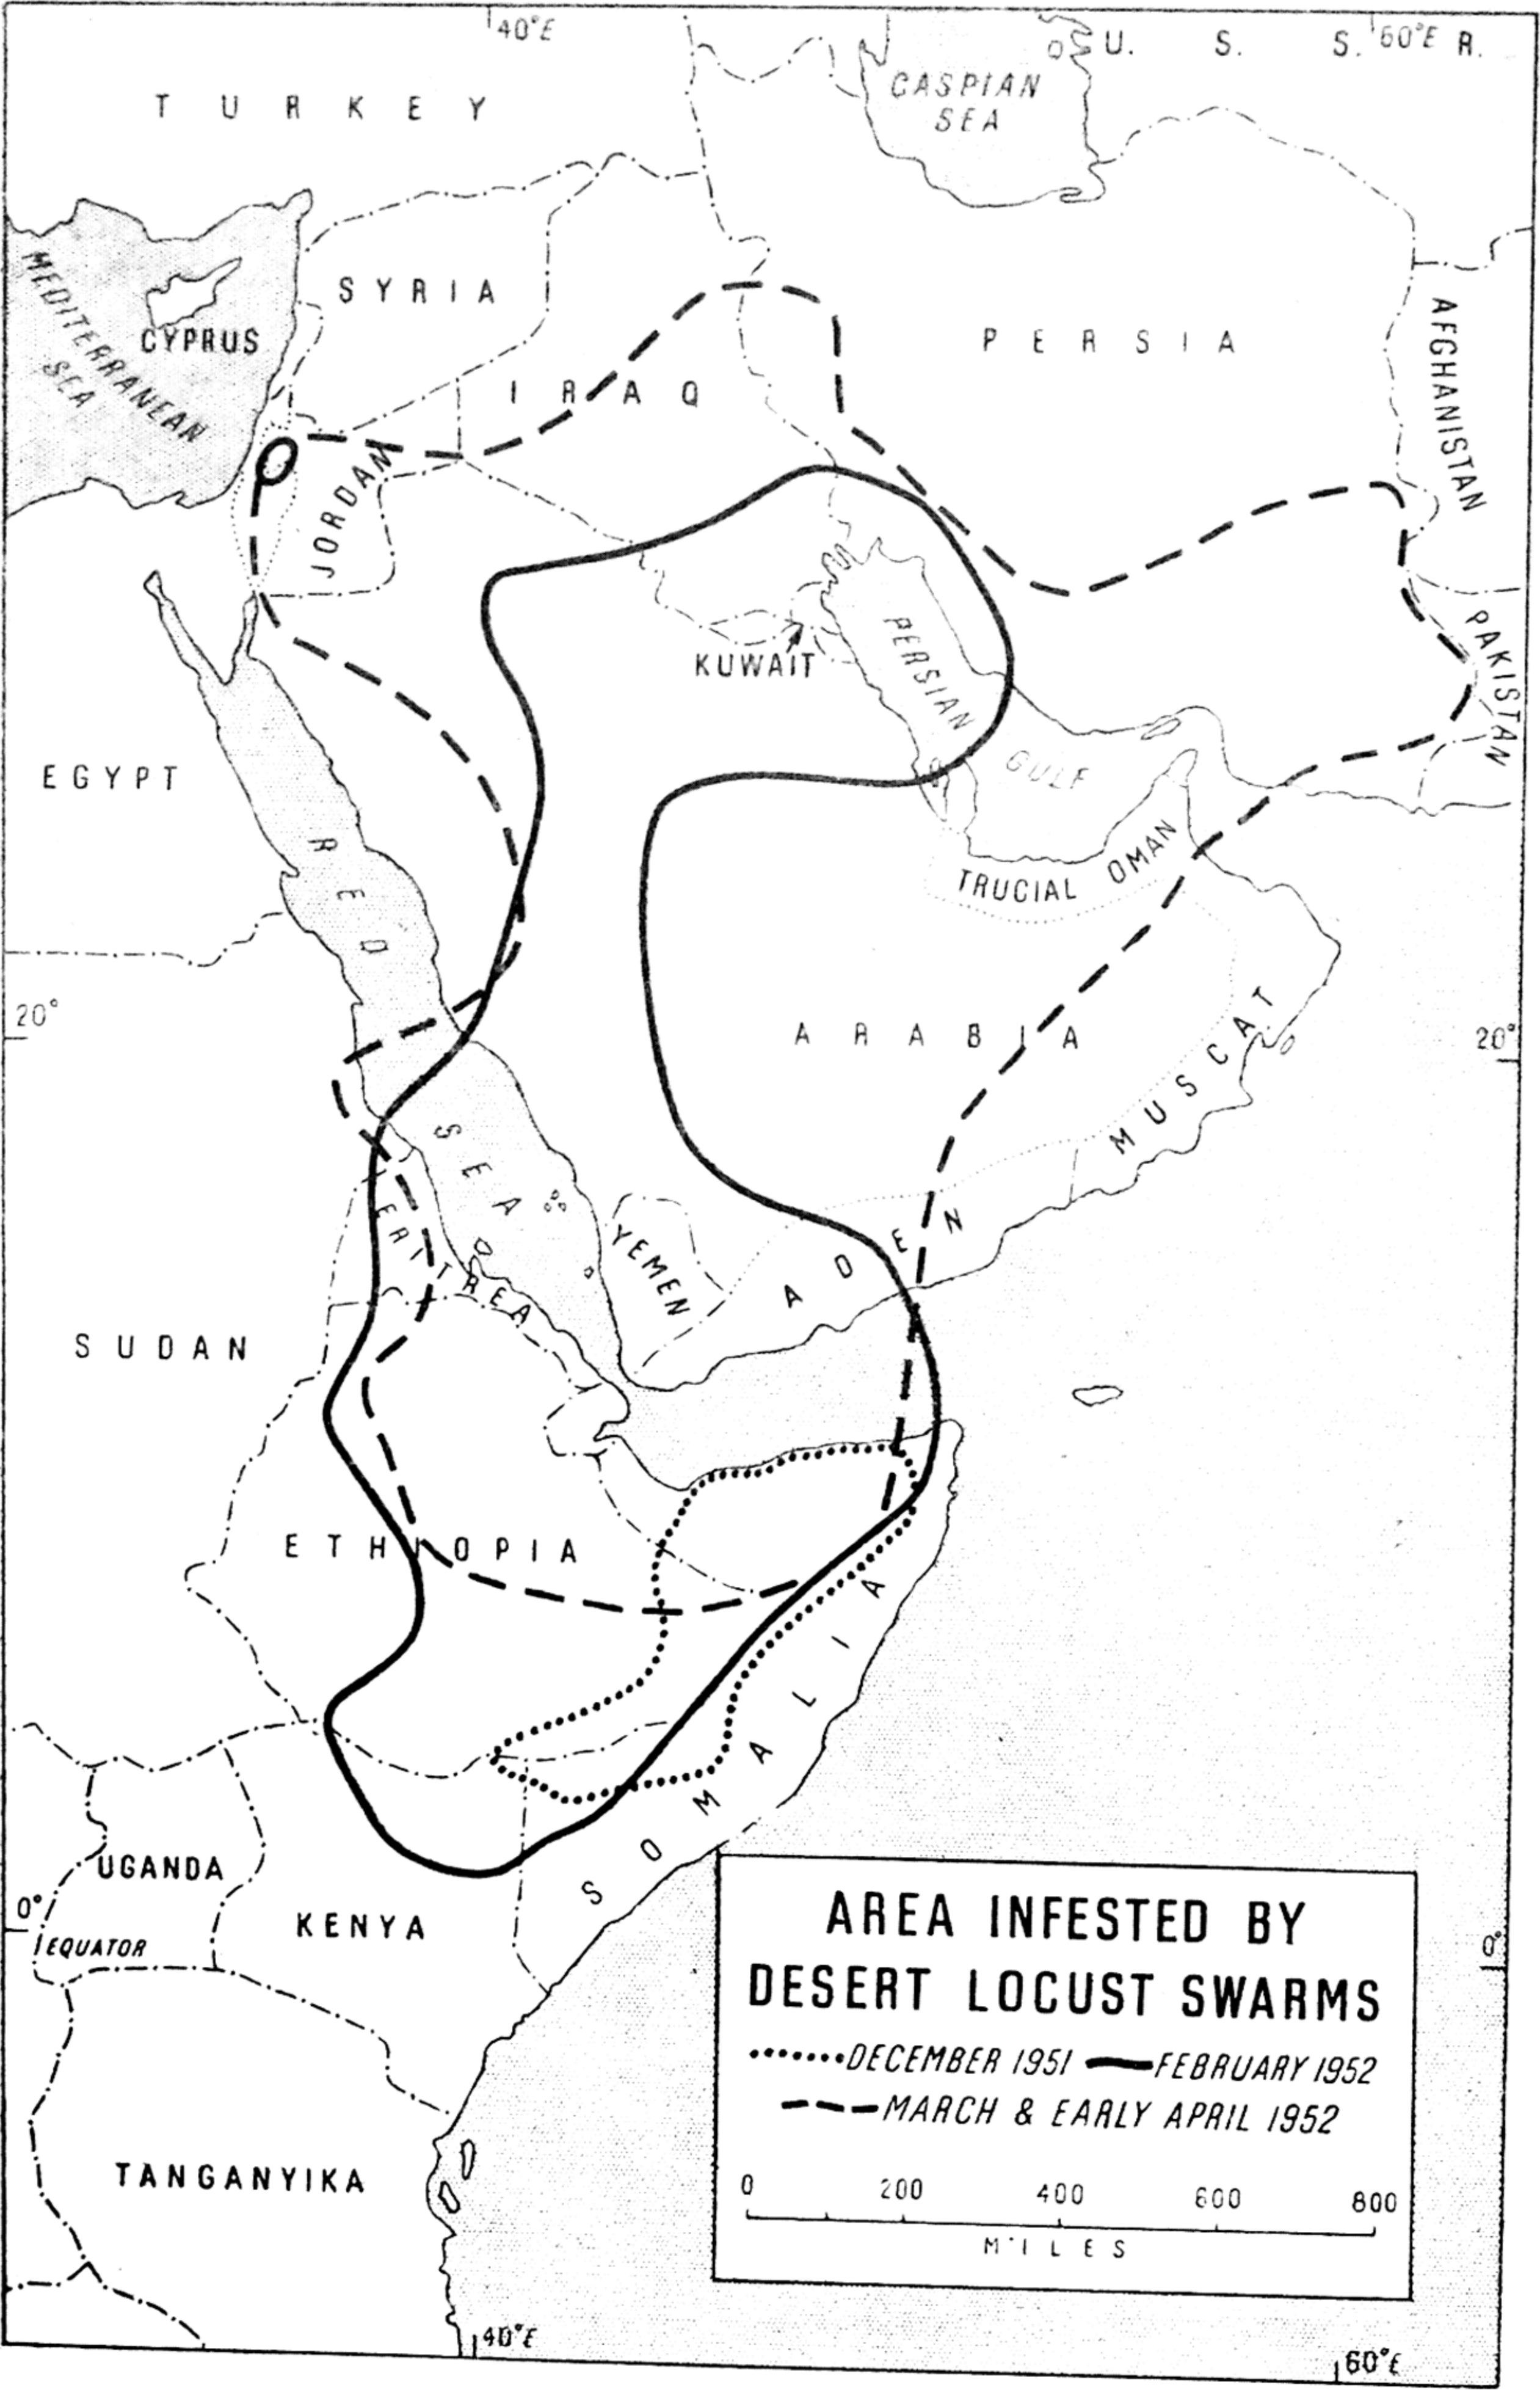 40°E
U. S. S. 60°E R.
CASPIAN
SEA
TURKEY
SYRIA
MEDITERRANEAN
SEA
CYPRUS
PERSIA
AFGHANISTAN
IRAQ
JORDAN
PAKISTAN
KUWAIT
PERSIAN
GULF
EGYPT
RED
SEA
TRUCIAL OMAN
20°
20°
ARABIA
MUSCAT
ERITREA
YEMEN
ADEN
SUDAN
ETHIOPIA
SOMALIA
UGANDA
0°
EQUATOR
KENYA
0°
TANGANYIKA
AREA INFESTED BY
DESERT LOCUST SWARMS
DECEMBER 1951 FEBRUARY 1952
MARCH & EARLY APRIL 1952
0 200 400 600 800
MILES
40°E
60°E